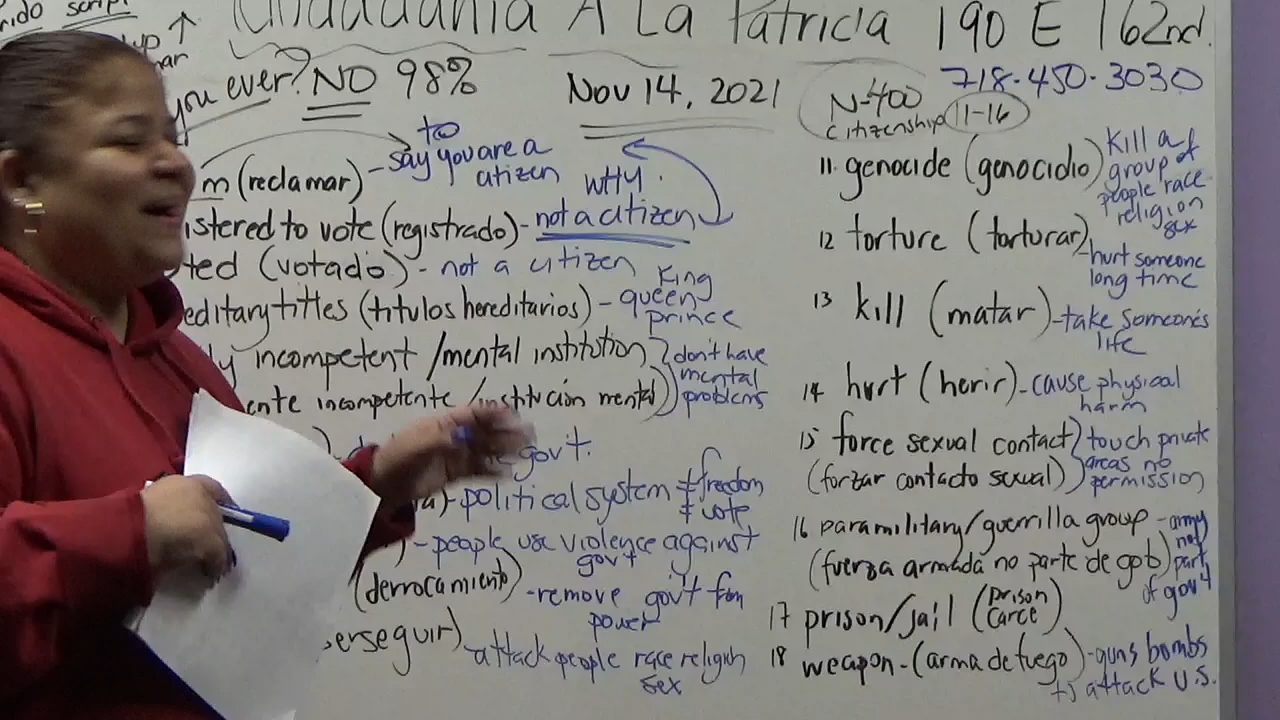 Ciudadanía A La Patricia 190 E 162nd.
718-450-3030
you ever? NO 98% Nov 14, 2021
N-400
citizenship 11-16
m (reclamar) - to say you are a citizen
WHY
istered to vote (registrado) - not a citizen
ted (votado) - not a citizen
editary titles (titulos hereditarios) - King queen prince
ly incompetent / mental institution
ente incompetente / institución mental) don't have mental problems
gov't.
political system ≠ freedom ≠ vote
- people use violence against gov't
(derrocamiento) - remove gov't from power
erseguir) - attack people race religion sex
11. genocide (genocidio) Kill a group of people race religion sex
12 torture (torturar) - hurt someone long time
13 kill (matar) - take someone's life
14 hurt (herir) - cause physical harm
15 force sexual contact
(forzar contacto sexual) touch private areas no permission
16 paramilitary/guerrilla group - army not part of gov't
(fuerza armada no parte de gob)
17 prison/jail (prison carce)
18 weapon - (arma de fuego) - guns bombs to attack U.S.